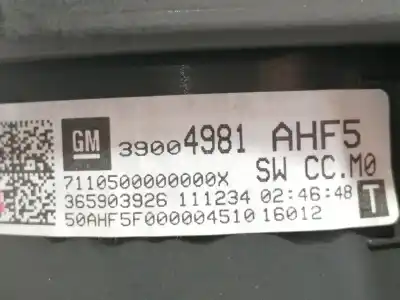 GM 39004981 AHF5
7110500000000X SW CC.M0
365903926 111234 02:46:48 T
50AHF5F000004510 16012